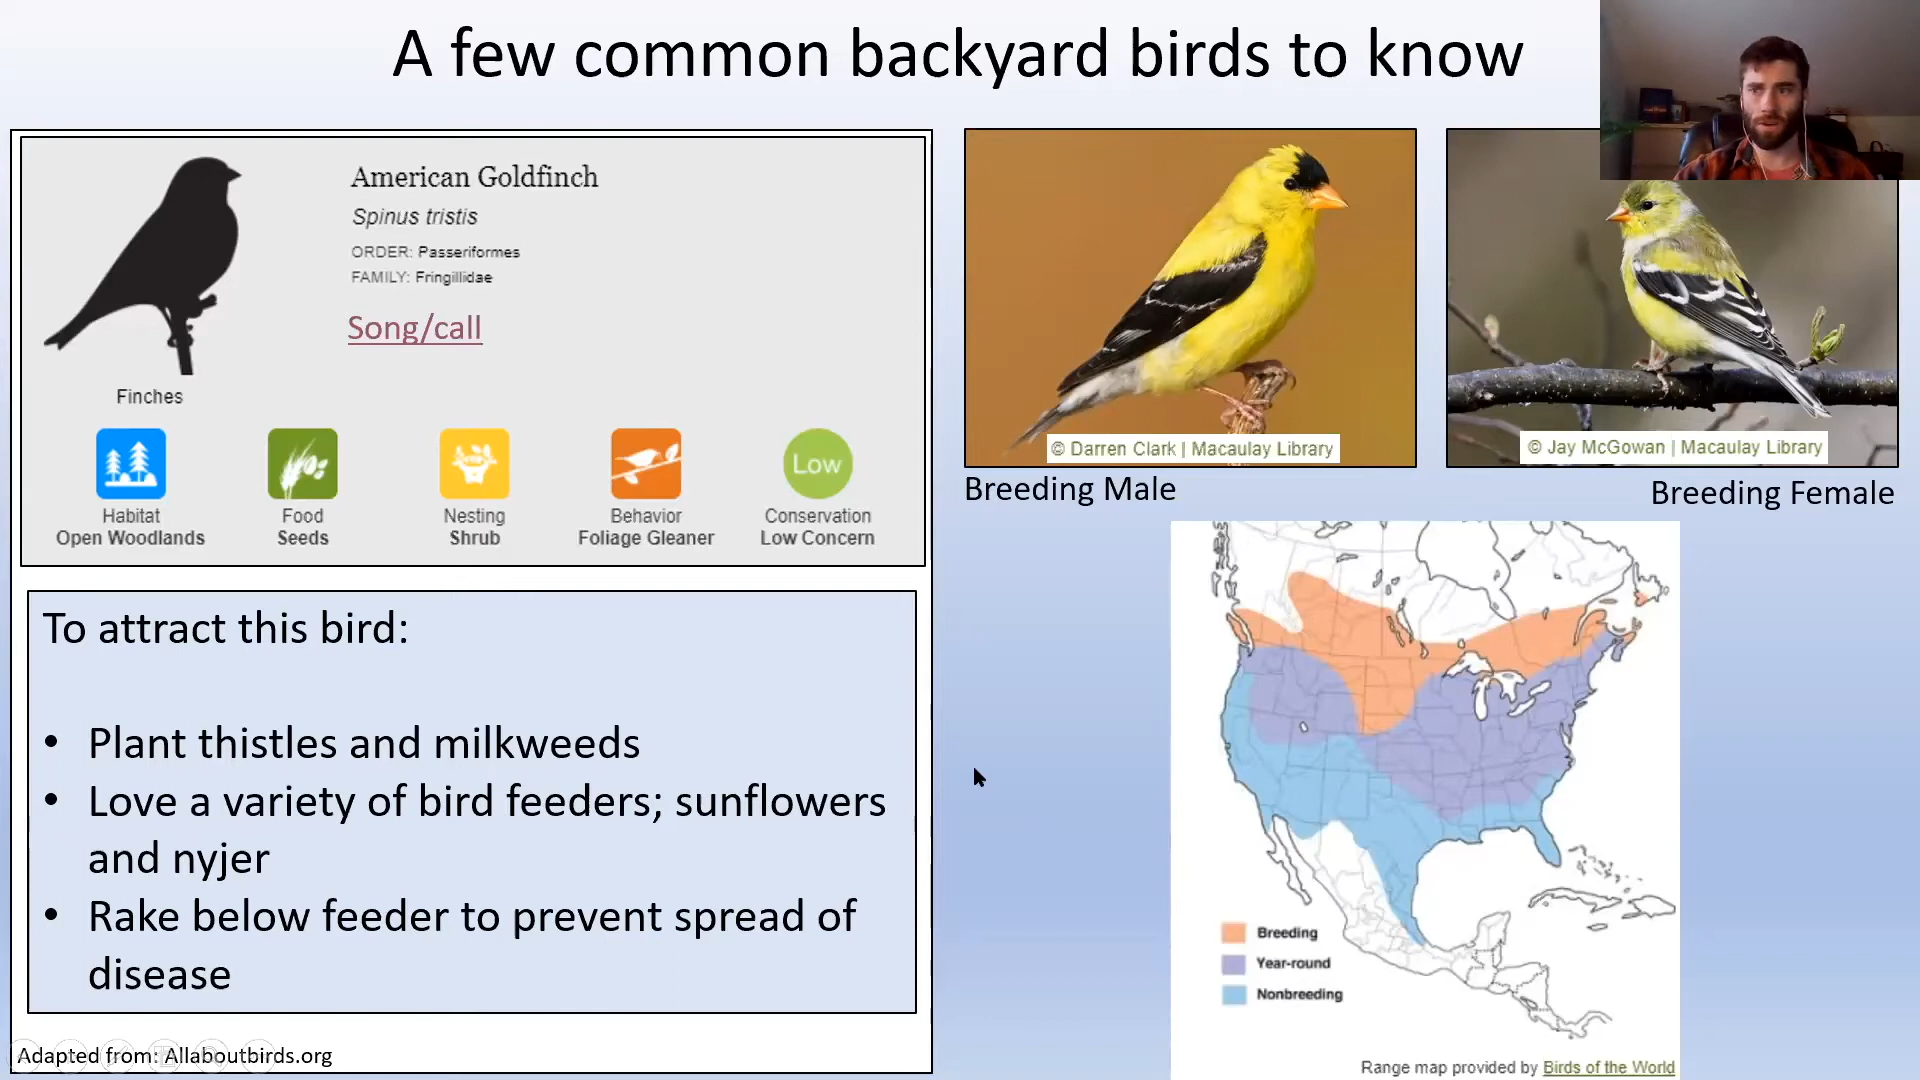 A few common backyard birds to know
American Goldfinch
Spinus tristis
ORDER: Passeriformes
FAMILY: Fringillidae
Song/call
Finches
Low
Habitat
Open Woodlands
Food
Seeds
Nesting
Shrub
Behavior
Foliage Gleaner
Conservation
Low Concern
To attract this bird:
• Plant thistles and milkweeds
• Love a variety of bird feeders; sunflowers
and nyjer
• Rake below feeder to prevent spread of
disease
Adapted from: Allaboutbirds.org
© Darren Clark | Macaulay Library
Breeding Male
© Jay McGowan | Macaulay Library
Breeding Female
Breeding
Year-round
Nonbreeding
Range map provided by Birds of the World